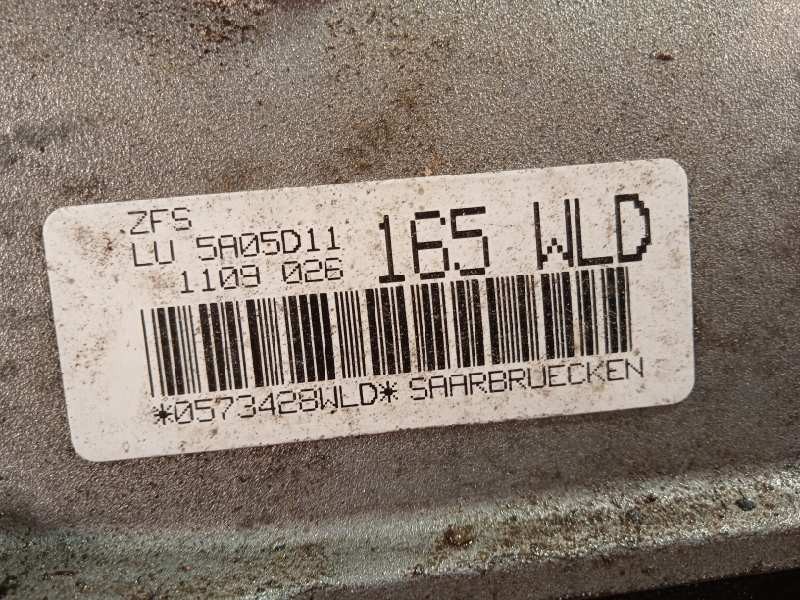 ZFS
LU 5A05D11 165 WLD
1109 026
*0573428WLD* SAARBRUECKEN